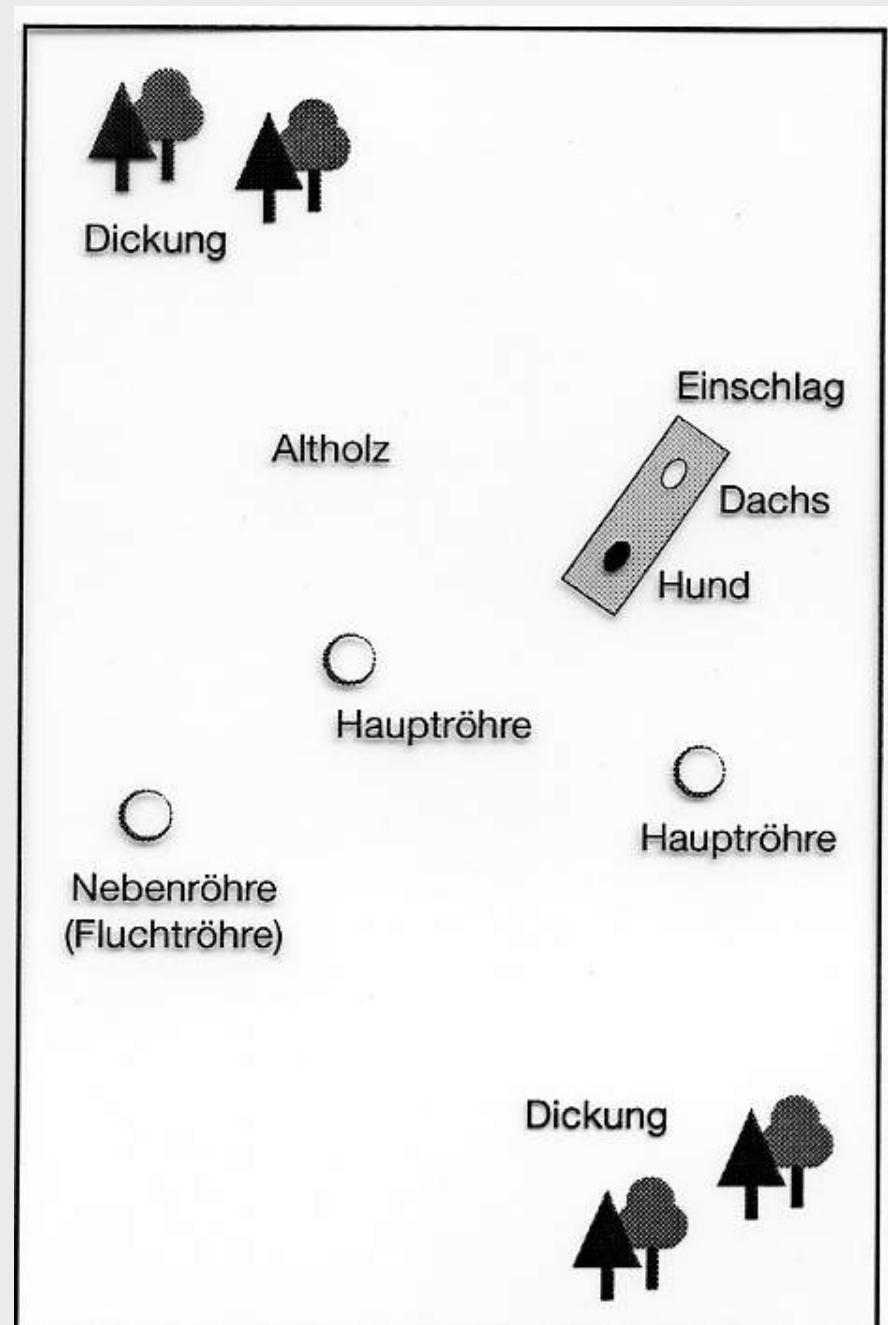 Dickung
Einschlag
Altholz
Dachs
Hund
Hauptröhre
Hauptröhre
Nebenröhre
(Fluchtröhre)
Dickung